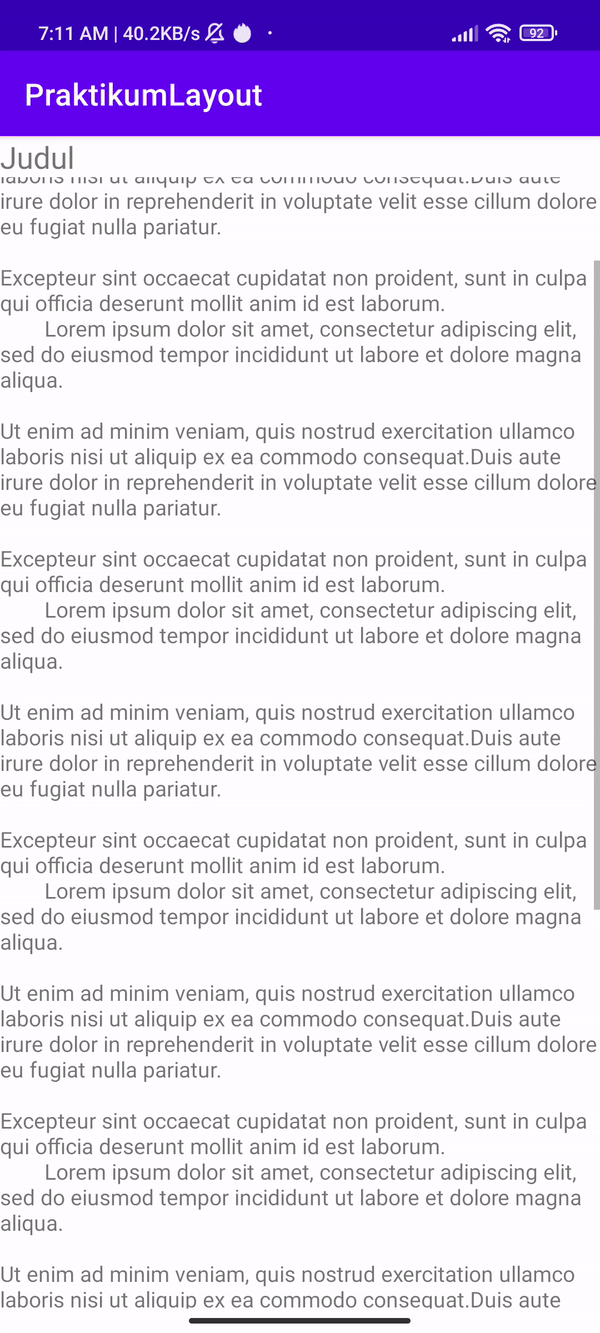 7:11 AM | 40.2KB/s
92
PraktikumLayout
Judul
laboris nisi ut aliquip ex ea commodo consequat.Duis aute
irure dolor in reprehenderit in voluptate velit esse cillum dolore
eu fugiat nulla pariatur.
Excepteur sint occaecat cupidatat non proident, sunt in culpa
qui officia deserunt mollit anim id est laborum.
Lorem ipsum dolor sit amet, consectetur adipiscing elit,
sed do eiusmod tempor incididunt ut labore et dolore magna
aliqua.
Ut enim ad minim veniam, quis nostrud exercitation ullamco
laboris nisi ut aliquip ex ea commodo consequat.Duis aute
irure dolor in reprehenderit in voluptate velit esse cillum dolore
eu fugiat nulla pariatur.
Excepteur sint occaecat cupidatat non proident, sunt in culpa
qui officia deserunt mollit anim id est laborum.
Lorem ipsum dolor sit amet, consectetur adipiscing elit,
sed do eiusmod tempor incididunt ut labore et dolore magna
aliqua.
Ut enim ad minim veniam, quis nostrud exercitation ullamco
laboris nisi ut aliquip ex ea commodo consequat.Duis aute
irure dolor in reprehenderit in voluptate velit esse cillum dolore
eu fugiat nulla pariatur.
Excepteur sint occaecat cupidatat non proident, sunt in culpa
qui officia deserunt mollit anim id est laborum.
Lorem ipsum dolor sit amet, consectetur adipiscing elit,
sed do eiusmod tempor incididunt ut labore et dolore magna
aliqua.
Ut enim ad minim veniam, quis nostrud exercitation ullamco
laboris nisi ut aliquip ex ea commodo consequat.Duis aute
irure dolor in reprehenderit in voluptate velit esse cillum dolore
eu fugiat nulla pariatur.
Excepteur sint occaecat cupidatat non proident, sunt in culpa
qui officia deserunt mollit anim id est laborum.
Lorem ipsum dolor sit amet, consectetur adipiscing elit,
sed do eiusmod tempor incididunt ut labore et dolore magna
aliqua.
Ut enim ad minim veniam, quis nostrud exercitation ullamco
laboris nisi ut aliquip ex ea commodo consequat.Duis aute